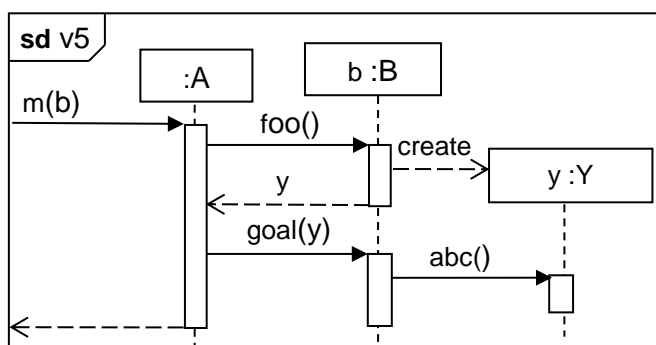 sd v5
:A
b :B
m(b)
foo()
create
y
y :Y
goal(y)
abc()